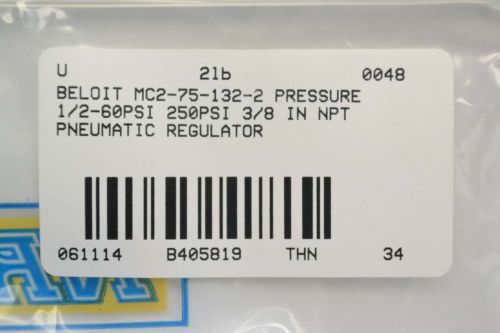 U 2lb 0048
BELOIT MC2-75-132-2 PRESSURE
1/2-60PSI 250PSI 3/8 IN NPT
PNEUMATIC REGULATOR
061114 B405819 THN 34